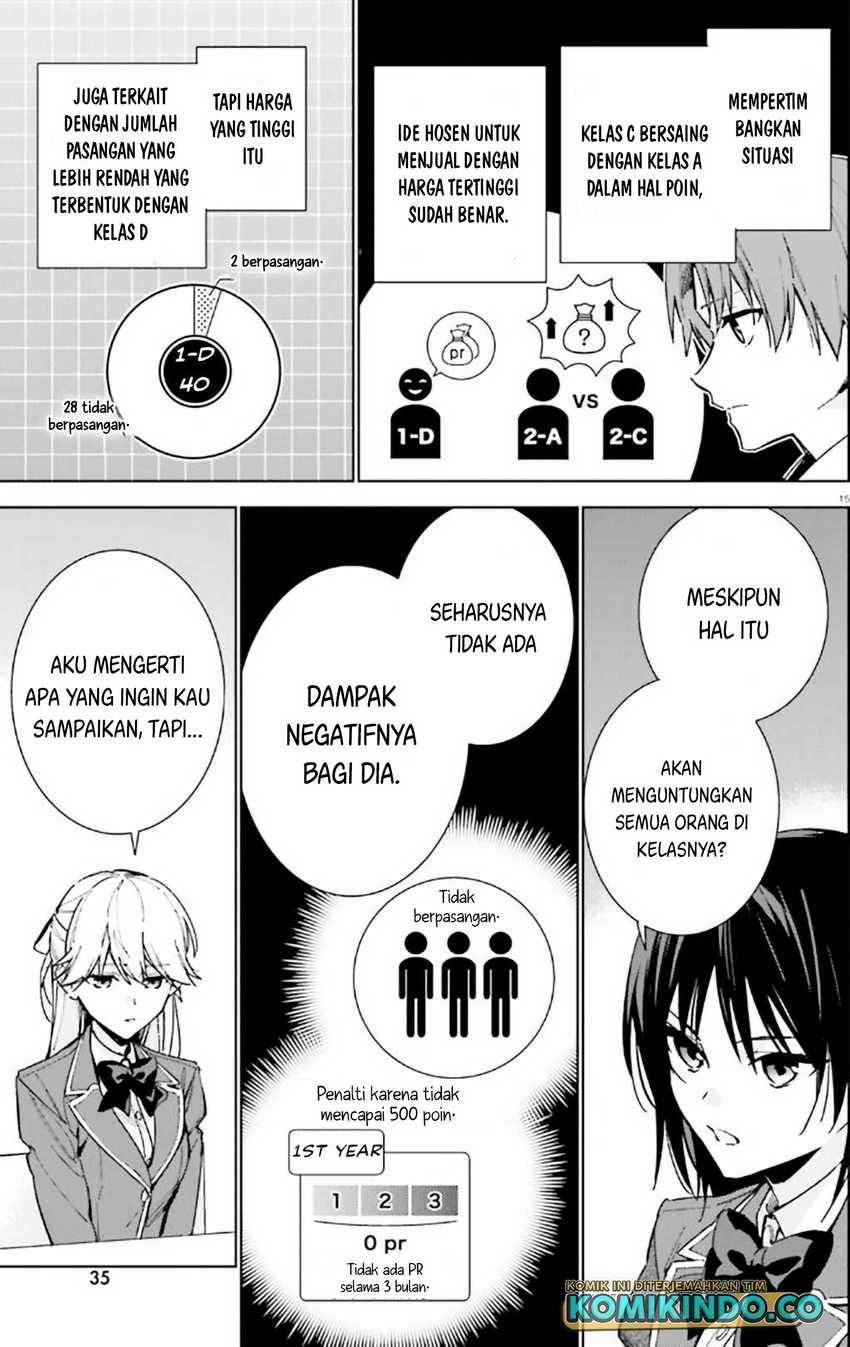 MEMPERTIM
BANGKAN
SITUASI
KELAS C BERSAING
DENGAN KELAS A
DALAM HAL POIN,
IDE HOSEN UNTUK
MENJUAL DENGAN
HARGA TERTINGGI
SUDAH BENAR.
pr
?
1-D
2-A
VS
2-C
TAPI HARGA
YANG TINGGI
ITU
JUGA TERKAIT
DENGAN JUMLAH
PASANGAN YANG
LEBIH RENDAH YANG
TERBENTUK DENGAN
KELAS D
2 berpasangan.
1-D
40
28 tidak
berpasangan.
15
MESKIPUN
HAL ITU
AKAN
MENGUNTUNGKAN
SEMUA ORANG DI
KELASNYA?
SEHARUSNYA
TIDAK ADA
DAMPAK
NEGATIFNYA
BAGI DIA.
Tidak
berpasangan.
Penalti karena tidak
mencapai 500 poin.
1ST YEAR
1 2 3
0 pr
Tidak ada PR
selama 3 bulan.
AKU MENGERTI
APA YANG INGIN KAU
SAMPAIKAN, TAPI...
35
KOMIK INI DITERJEMAHKAN TIM
KOMIKINDO.CO